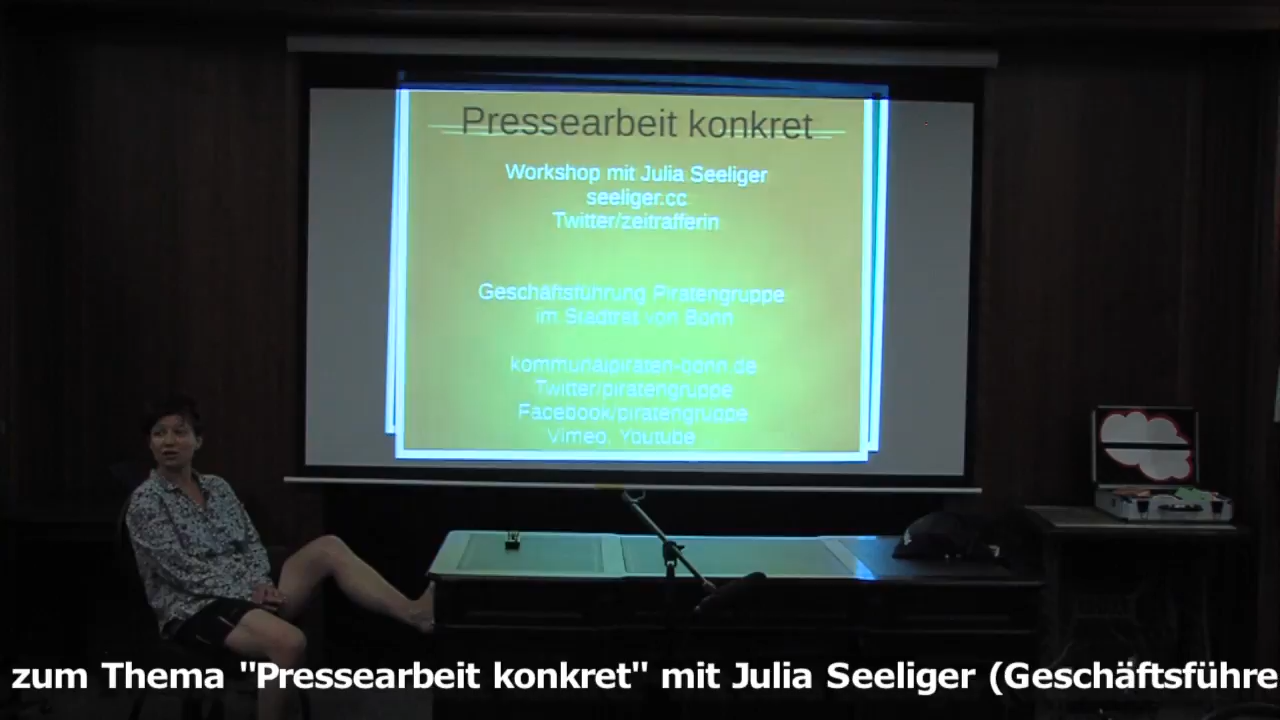 Pressearbeit konkret
Workshop mit Julia Seeliger
seeliger.cc
Twitter/zeitrafferin
Geschäftsführung Piratengruppe
im Stadtrat von Bonn
kommunalpiraten-bonn.de
Twitter/piratengruppe
Facebook/piratengruppe
Vimeo, Youtube
zum Thema "Pressearbeit konkret" mit Julia Seeliger (Geschäftsführe